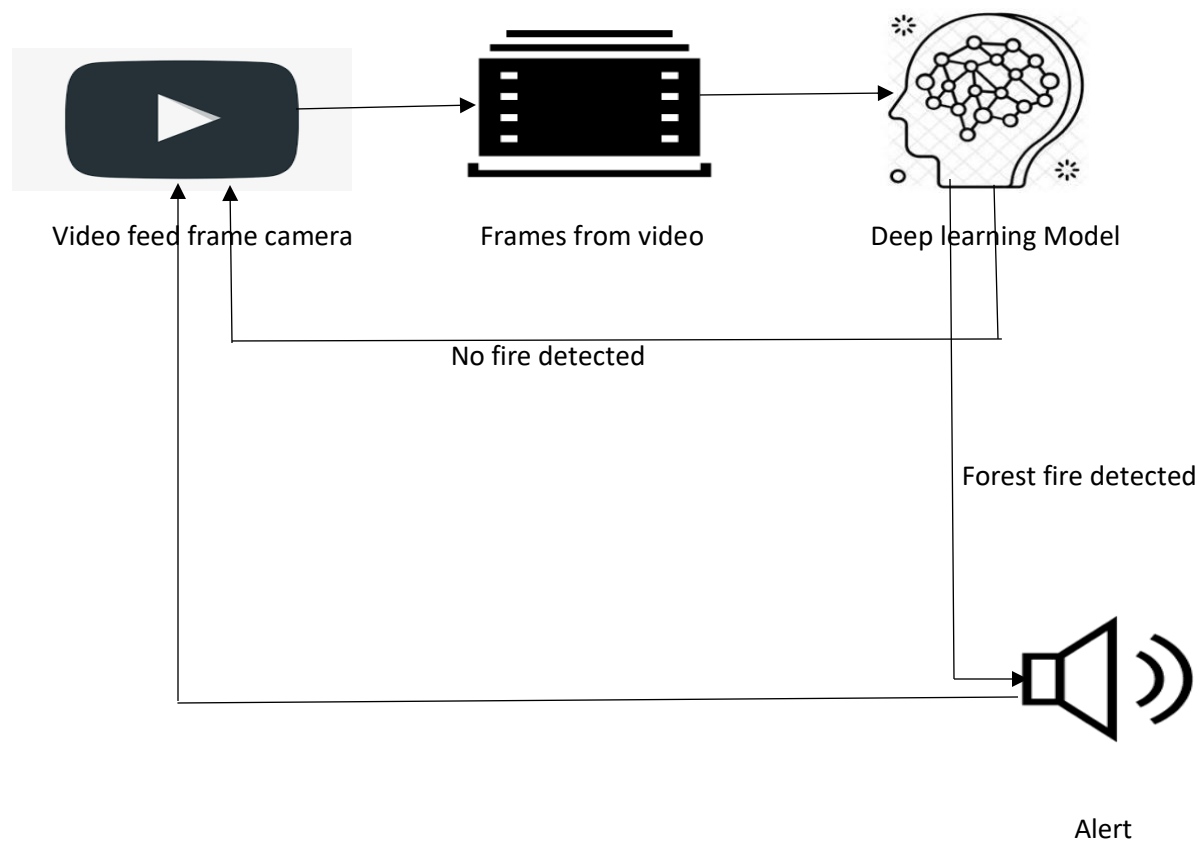 Video feed frame camera
Frames from video
Deep learning Model
No fire detected
Forest fire detected
Alert